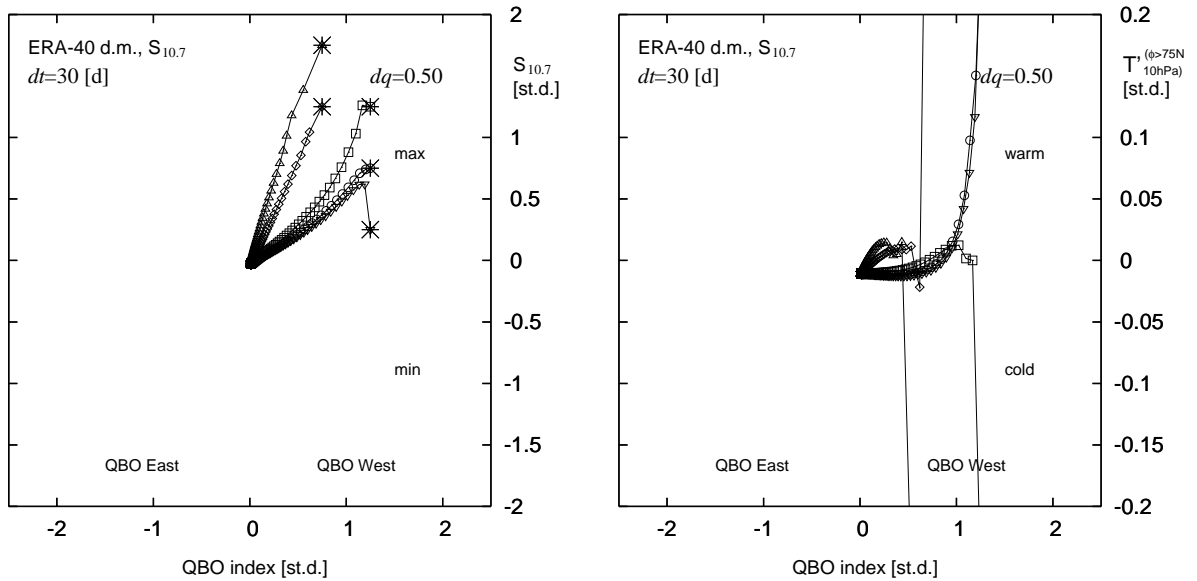 ERA-40 d.m., S10.7
dt=30 [d]
dq=0.50
max
min
QBO East
QBO West
2
1.5
1
0.5
0
-0.5
-1
-1.5
-2
S10.7
[st.d.]
-2 -1 0 1 2
QBO index [st.d.]
ERA-40 d.m., S10.7
dt=30 [d]
dq=0.50
warm
cold
QBO East
QBO West
0.2
0.15
0.1
0.05
0
-0.05
-0.1
-0.15
-0.2
T'(ϕ>75N
10hPa)
[st.d.]
-2 -1 0 1 2
QBO index [st.d.]